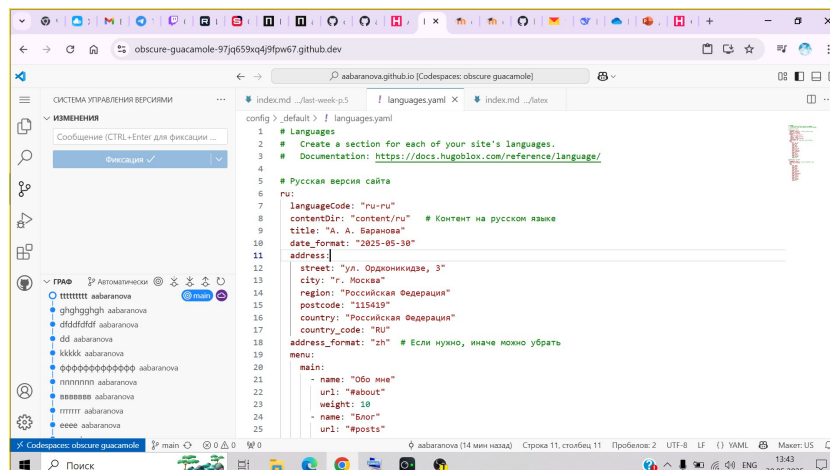 obscure-guacamole-97jq659xq4j9fpw67.github.dev
aabaranova.github.io [Codespaces: obscure guacamole]
СИСТЕМА УПРАВЛЕНИЯ ВЕРСИЯМИ ...
index.md .../last-week-p.5
languages.yaml
index.md .../latex
ИЗМЕНЕНИЯ
config > _default > ! languages.yaml
Сообщение (CTRL+Enter для фиксации ...
Фиксация
1 # Languages
2 #   Create a section for each of your site's languages.
3 #   Documentation: https://docs.hugoblox.com/reference/language/
4
5 # Русская версия сайта
6 ru:
7   languageCode: "ru-ru"
8   contentDir: "content/ru"   # Контент на русском языке
9   title: "А. А. Баранова"
10   date_format: "2025-05-30"
11   address:
12     street: "ул. Орджоникидзе, 3"
13     city: "г. Москва"
14     region: "Российская Федерация"
15     postcode: "115419"
16     country: "Российская Федерация"
17     country_code: "RU"
18   address_format: "zh"  # Если нужно, иначе можно убрать
19   menu:
20     main:
21       - name: "Обо мне"
22         url: "#about"
23         weight: 10
24       - name: "Блог"
25         url: "#posts"
ГРАФ Автоматически
ttttttttt aabaranova main
ghghgghgh aabaranova
dfddfdfdf aabaranova
dd aabaranova
kkkkk aabaranova
ффффффффффффф aabaranova
ппппппп aabaranova
вввввввв aabaranova
rrrrrrr aabaranova
eeee aabaranova
Codespaces: obscure guacamole main 0 0 0 aabaranova (14 мин назад) Строка 11, столбец 11 Пробелов: 2 UTF-8 LF {} YAML Макет: US
Поиск
ENG
13:43